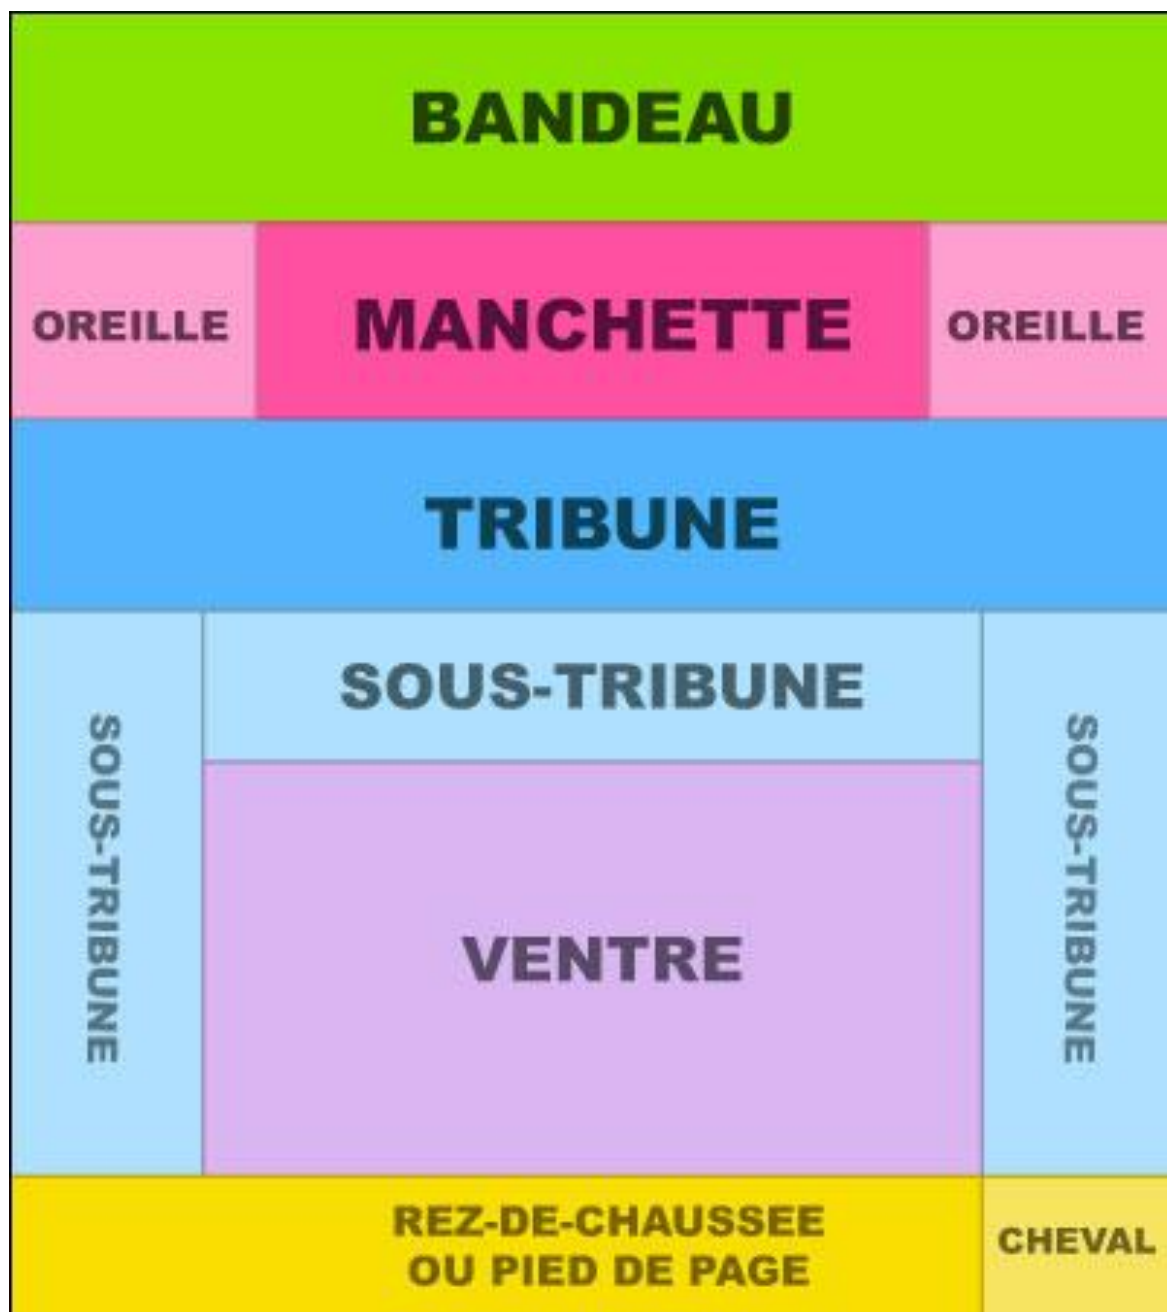 BANDEAU
OREILLE
MANCHETTE
OREILLE
TRIBUNE
SOUS-TRIBUNE
SOUS-TRIBUNE
SOUS-TRIBUNE
VENTRE
REZ-DE-CHAUSSEE
OU PIED DE PAGE
CHEVAL